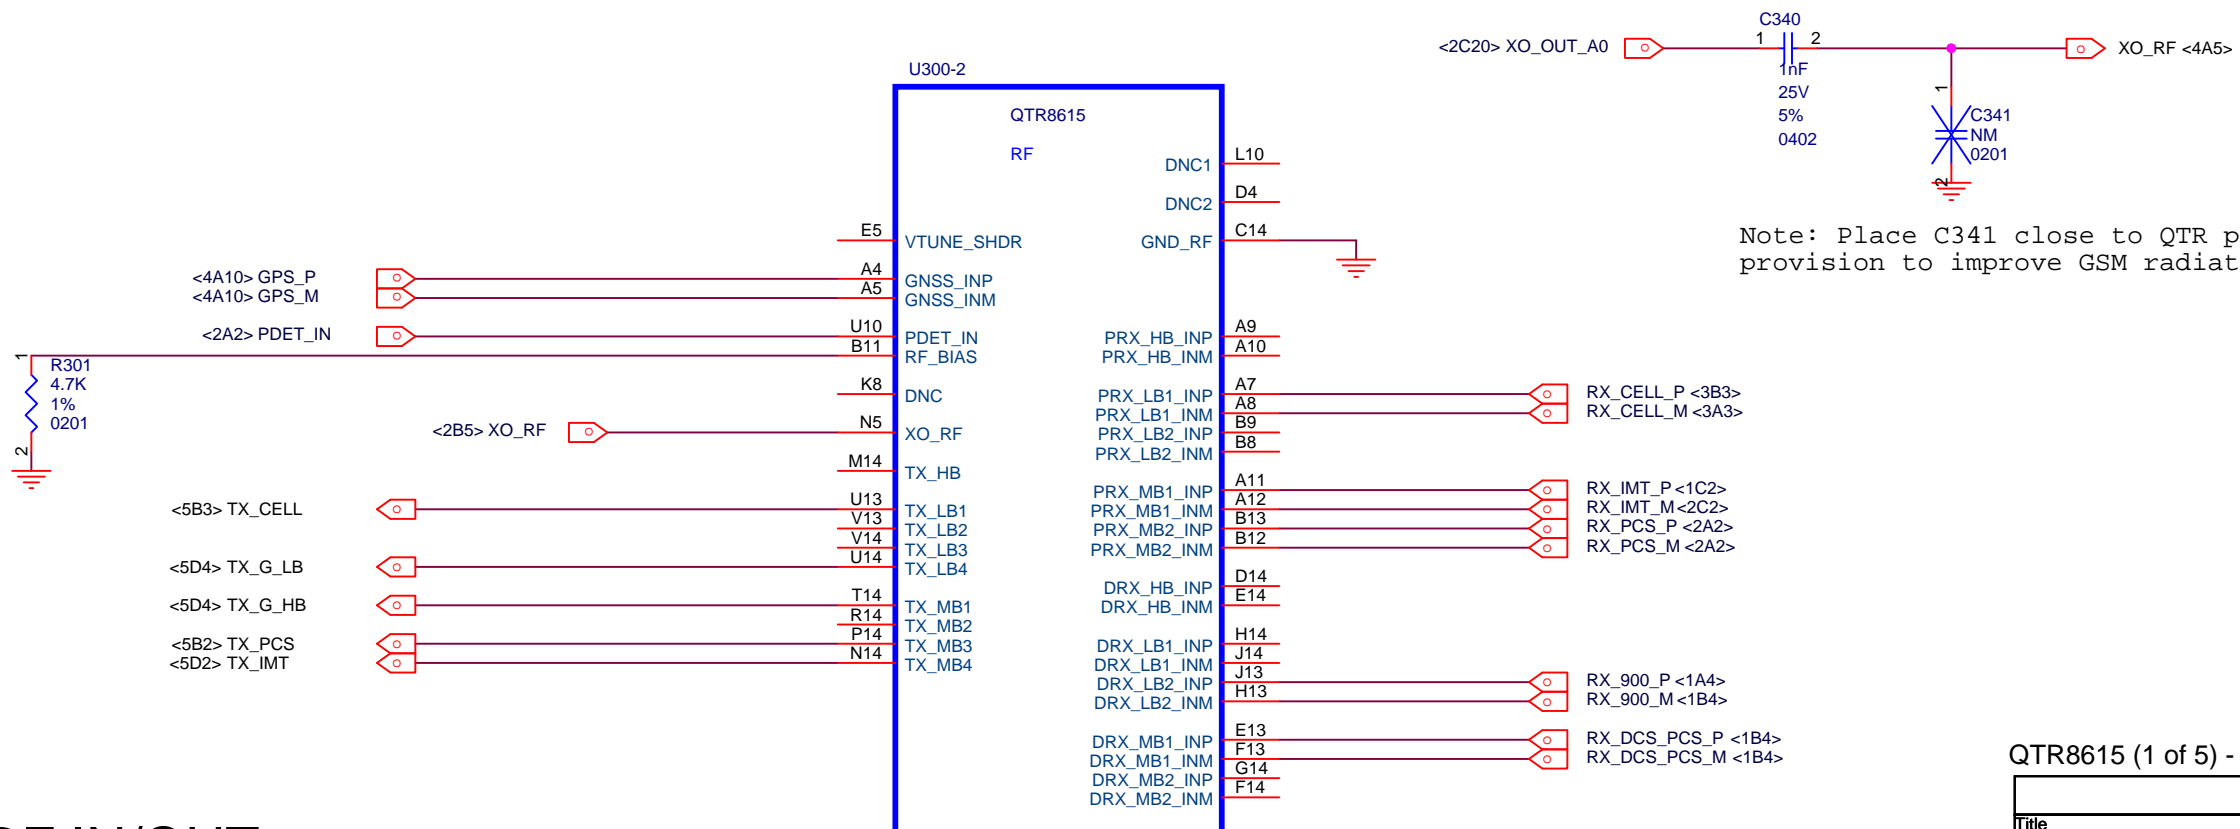 C340
<2C20> XO_OUT_A0
1
2
XO_RF <4A5>
1nF
25V
5%
0402
1
C341
NM
0201
2
Note: Place C341 close to QTR p
provision to improve GSM radiat
U300-2
QTR8615
RF
L10
DNC1
D4
DNC2
E5
VTUNE_SHDR
C14
GND_RF
<4A10> GPS_P
A4
GNSS_INP
<4A10> GPS_M
A5
GNSS_INM
<2A2> PDET_IN
U10
PDET_IN
B11
RF_BIAS
1
R301
4.7K
1%
0201
2
K8
DNC
<2B5> XO_RF
N5
XO_RF
M14
TX_HB
<5B3> TX_CELL
U13
TX_LB1
V13
TX_LB2
V14
TX_LB3
<5D4> TX_G_LB
U14
TX_LB4
<5D4> TX_G_HB
T14
TX_MB1
R14
TX_MB2
<5B2> TX_PCS
P14
TX_MB3
<5D2> TX_IMT
N14
TX_MB4
A9
PRX_HB_INP
A10
PRX_HB_INM
A7
PRX_LB1_INP
RX_CELL_P <3B3>
A8
PRX_LB1_INM
RX_CELL_M <3A3>
B9
PRX_LB2_INP
B8
PRX_LB2_INM
A11
PRX_MB1_INP
RX_IMT_P <1C2>
A12
PRX_MB1_INM
RX_IMT_M <2C2>
B13
PRX_MB2_INP
RX_PCS_P <2A2>
B12
PRX_MB2_INM
RX_PCS_M <2A2>
D14
DRX_HB_INP
E14
DRX_HB_INM
H14
DRX_LB1_INP
J14
DRX_LB1_INM
J13
DRX_LB2_INP
RX_900_P <1A4>
H13
DRX_LB2_INM
RX_900_M <1B4>
E13
DRX_MB1_INP
RX_DCS_PCS_P <1B4>
F13
DRX_MB1_INM
RX_DCS_PCS_M <1B4>
G14
DRX_MB2_INP
F14
DRX_MB2_INM
QTR8615 (1 of 5) -
Title